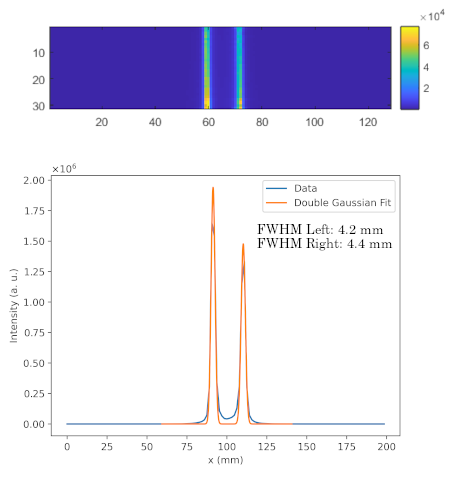 ×10⁴
10
20
30
6
4
2
20 40 60 80 100 120
×10⁶
2.00
1.75
1.50
1.25
1.00
0.75
0.50
0.25
0.00
Intensity (a. u.)
Data
Double Gaussian Fit
FWHM Left: 4.2 mm
FWHM Right: 4.4 mm
0 25 50 75 100 125 150 175 200
x (mm)